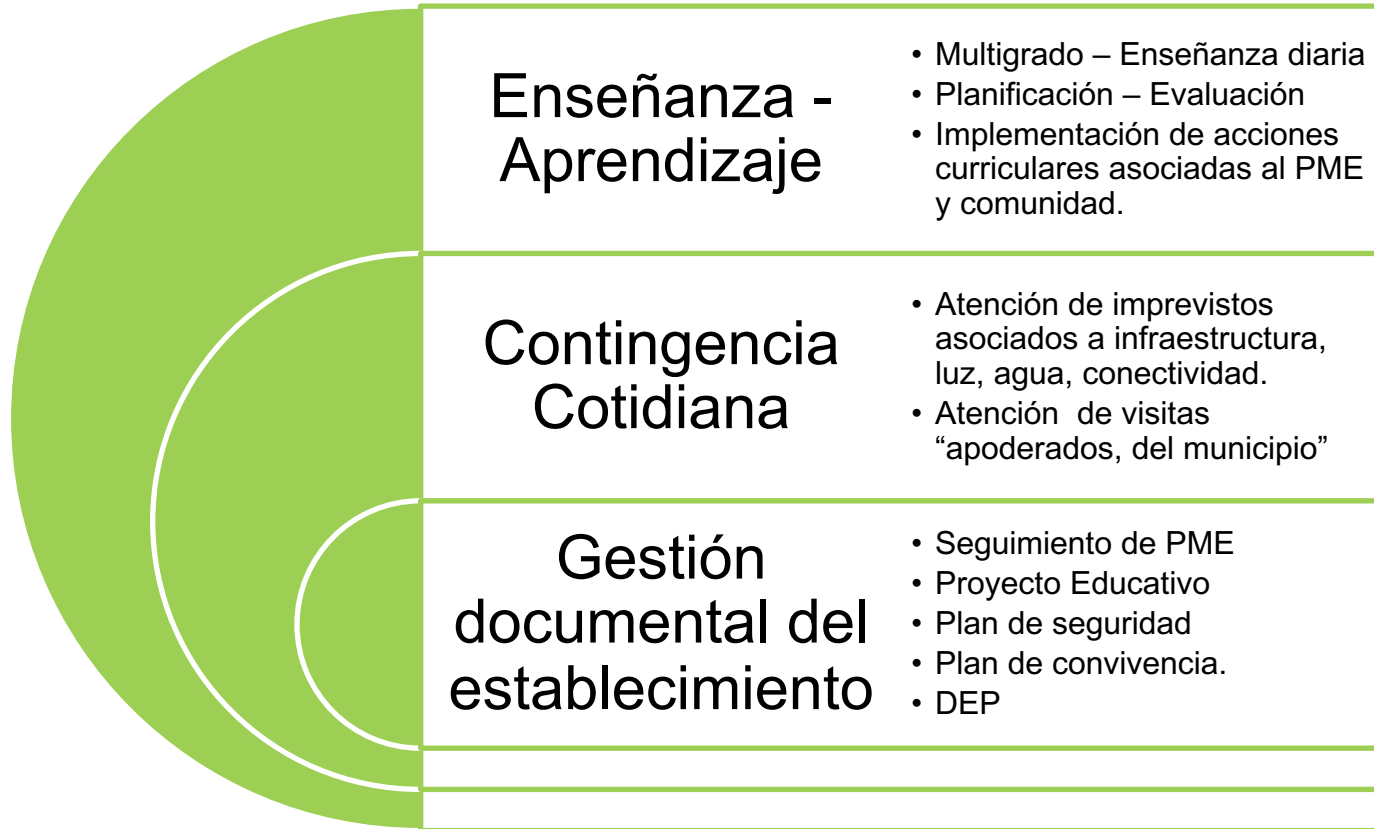 Enseñanza -
Aprendizaje
• Multigrado – Enseñanza diaria
• Planificación – Evaluación
• Implementación de acciones
curriculares asociadas al PME
y comunidad.
Contingencia
Cotidiana
• Atención de imprevistos
asociados a infraestructura,
luz, agua, conectividad.
• Atención de visitas
“apoderados, del municipio”
Gestión
documental del
establecimiento
• Seguimiento de PME
• Proyecto Educativo
• Plan de seguridad
• Plan de convivencia.
• DEP